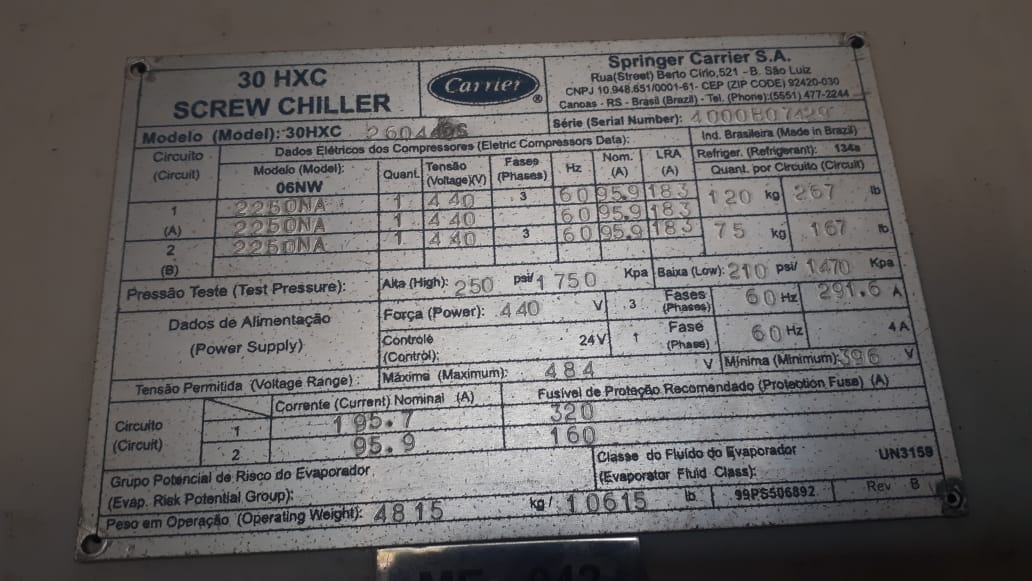 30 HXC
SCREW CHILLER
Carrier ®
Springer Carrier S.A.
Rua(Street) Berto Círio,521 - B. São Luiz
CNPJ 10.948.651/0001-61- CEP (ZIP CODE) 92420-030
Canoas - RS - Brasil (Brazil) - Tel. (Phone):(5551) 477-2244
Modelo (Model): 30HXC
Série (Serial Number): 4000B07429
Circuito (Circuit)
Dados Elétricos dos Compressores (Eletric Compressors Data):
Ind. Brasileira (Made in Brazil)
Modelo (Model): 06NW Quant. Tensão (Voltage)(V) Fases (Phases) Hz Nom. (A) LRA (A)
Refriger. (Refrigerant): 134a
Quant. por Circuito (Circuit)
1 (A) 2250NA 1 440 3 60 95.9 183 120 kg 267 lb
2250NA 1 440 60 95.9 183
2 (B) 2250NA 1 440 3 60 95.9 183 75 kg 167 lb
Pressão Teste (Test Pressure): Alta (High): 250 psi/ 1750 Kpa Baixa (Low): 210 psi/ 1470 Kpa
Dados de Alimentação (Power Supply)
Força (Power): 440 V 3 Fases (Phases) 60 Hz 291.6 A
Controle (Control): 24V 1 Fase (Phase) 60 Hz 4 A
Tensão Permitida (Voltage Range) : Máxima (Maximum): 484 V Mínima (Minimum): 396 V
Circuito (Circuit)
Corrente (Current) Nominal (A) Fusível de Proteção Recomendado (Protection Fuse) (A)
1 195.7 320
2 95.9 160
Grupo Potencial de Risco do Evaporador
(Evap. Risk Potential Group):
Classe do Fluído do Evaporador
(Evaporator Fluid Class):
UN3159
Peso em Operação (Operating Weight): 4815 kg/ 10615 lb 99PS506892 Rev B